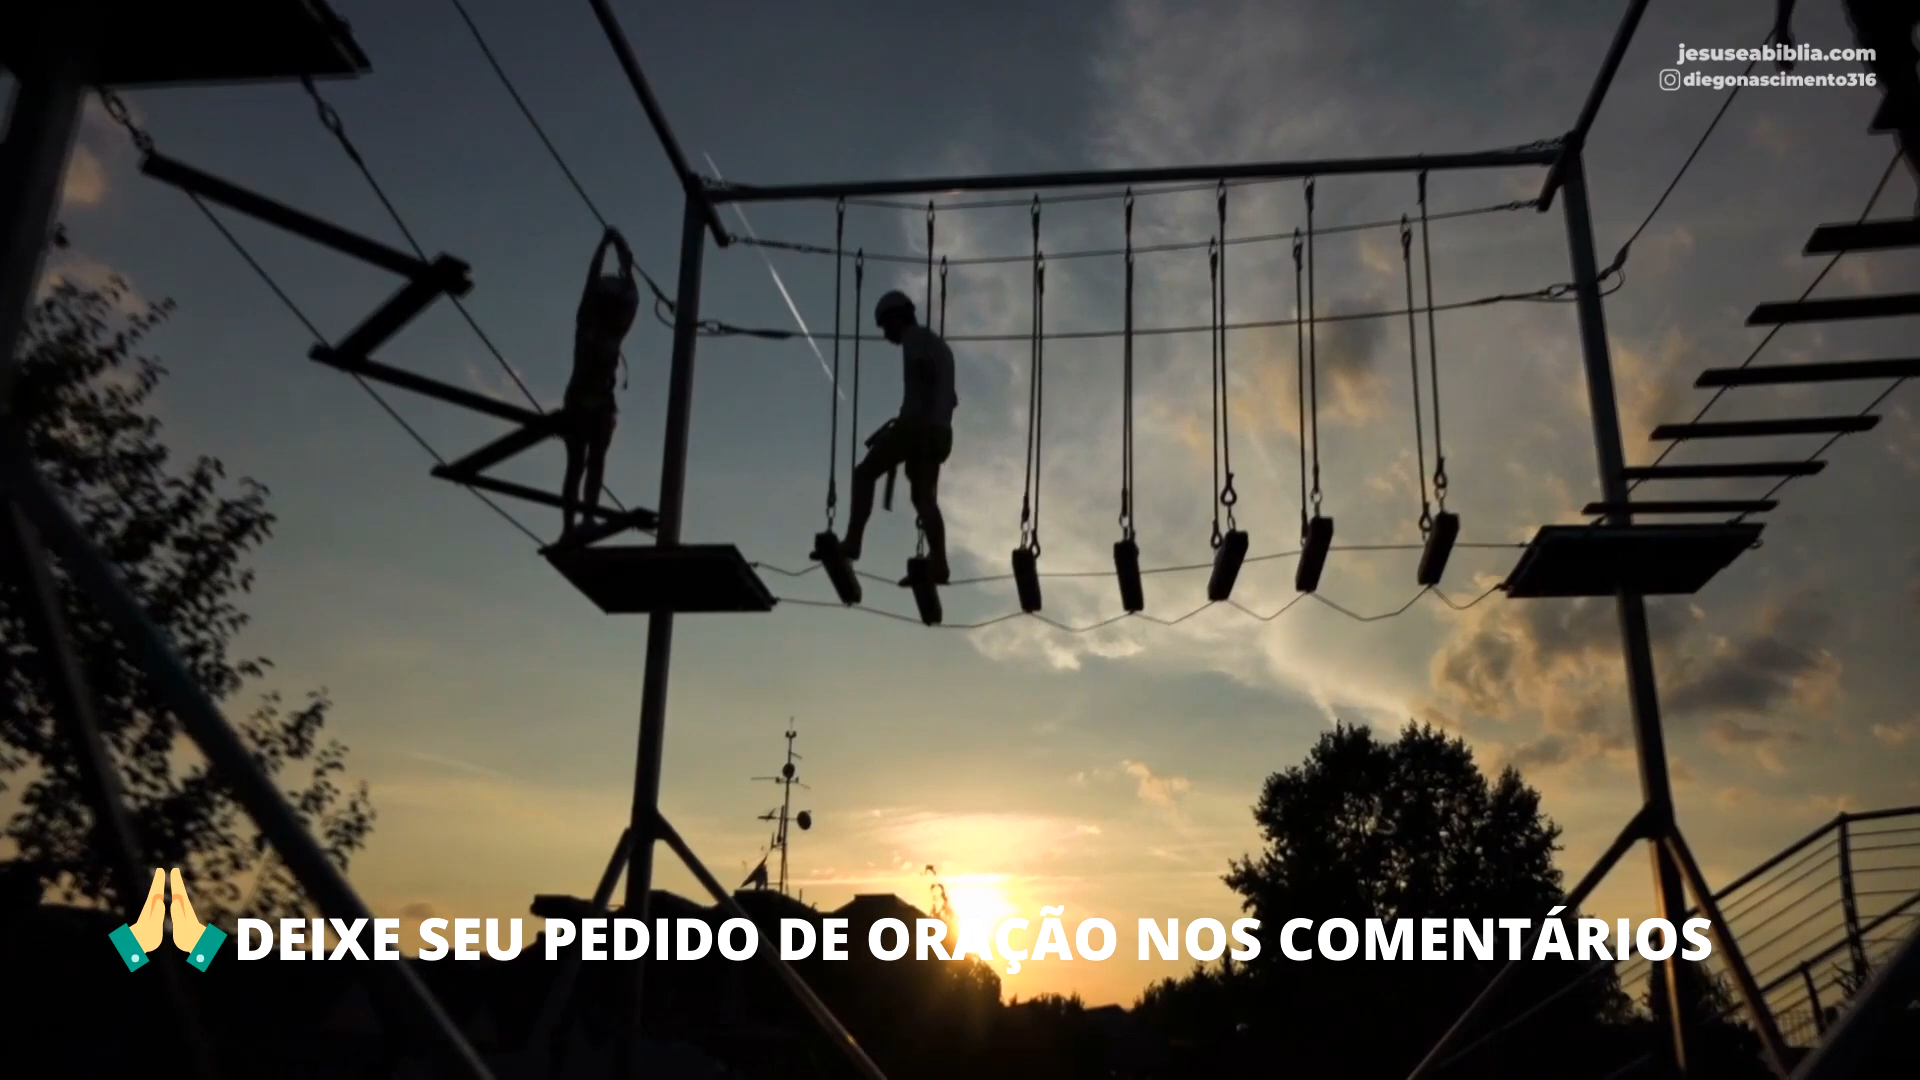 jesuseabiblia.com
diegonascimento316
DEIXE SEU PEDIDO DE ORAÇÃO NOS COMENTÁRIOS